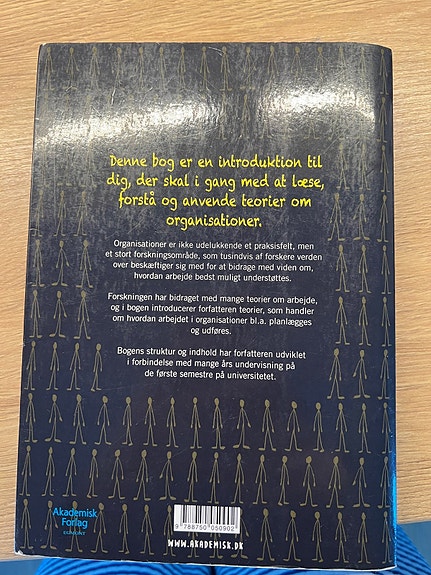 Denne bog er en introduktion til
dig, der skal i gang med at læse,
forstå og anvende teorier om
organisationer.
Organisationer er ikke udelukkende et praksisfelt, men
et stort forskningsområde, som tusindvis af forskere verden
over beskæftiger sig med for at bidrage med viden om,
hvordan arbejde bedst muligt understøttes.
Forskningen har bidraget med mange teorier om arbejde,
og i bogen introducerer forfatteren teorier, som handler
om hvordan arbejdet i organisationer bl.a. planlægges
og udføres.
Bogens struktur og indhold har forfatteren udviklet
i forbindelse med mange års undervisning på
de første semestre på universitetet.
Akademisk
Forlag
EGMONT
9 788750 050902
WWW.AKADEMISK.DK